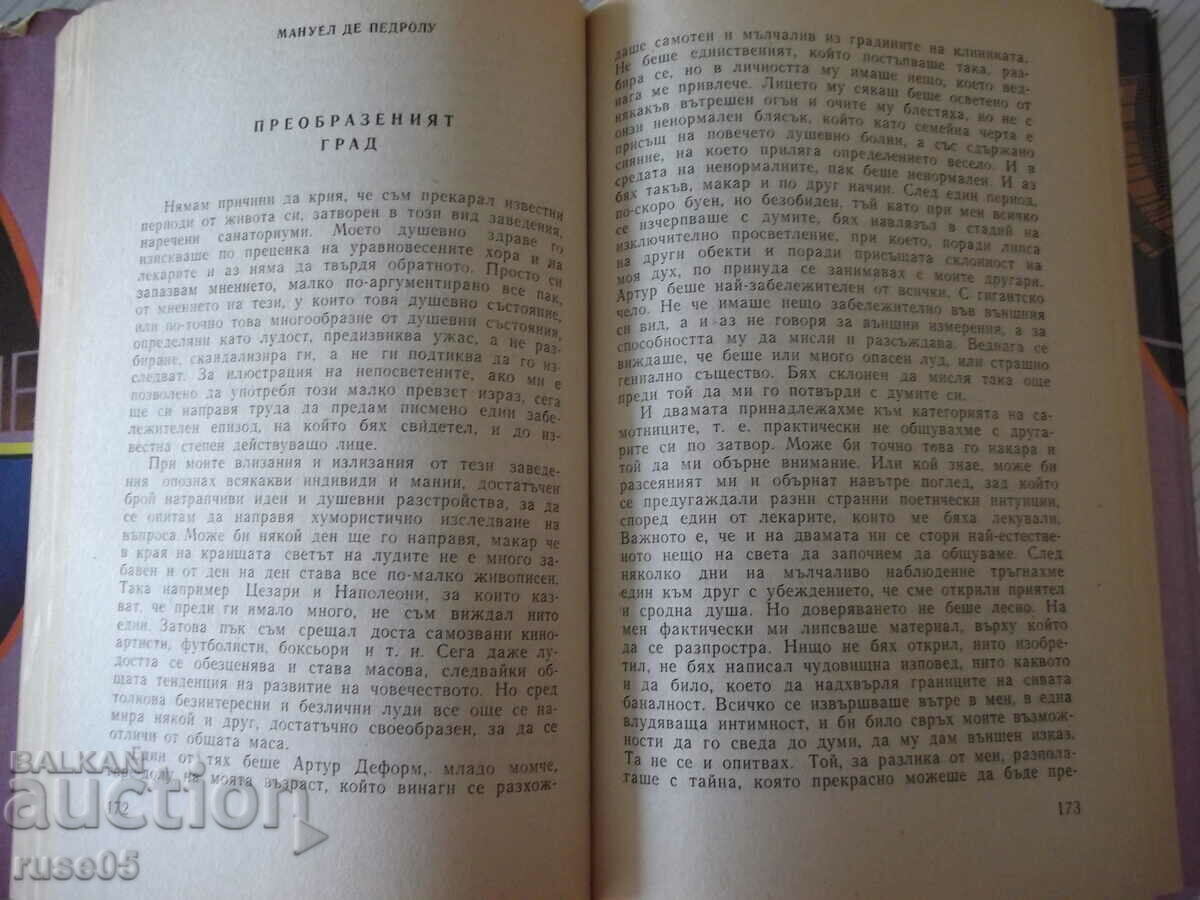 МАНУЕЛ ДЕ ПЕДРОЛУ
ПРЕОБРАЗЕНИЯТ
ГРАД
Нямам причини да крия, че съм прекарал известни
периоди от живота си, затворен в този вид заведения,
наречени санаториуми. Моето душевно здраве го
изискваше по преценка на уравновесените хора и на
лекарите и аз няма да твърдя обратното. Просто си
запазвам мнението, малко по-аргументирано все пак,
от мнението на тези, у които това душевно състояние,
или по-точно това многообразие от душевни състояния,
определяни като лудост, предизвиква ужас, а не раз-
биране, скандализира ги, а не ги подтиква да го из-
следват. За илюстрация на непосветените, ако ми е
позволено да употребя този малко превзет израз, сега
ще си направя труда да предам писмено един забе-
лежителен епизод, на който бях свидетел, и до из-
вестна степен действуващо лице.
При моите влизания и излизания от тези заведе-
ния опознах всякакви индивиди и мании, достатъчен
брой натрапчиви идеи и душевни разстройства, за да
се опитам да направя хумористично изследване на
въпроса. Може би някой ден ще го направя, макар че
в края на краищата светът на лудите не е много за-
бавен и от ден на ден става все по-малко живописен.
Така например Цезари и Наполеони, за които каз-
ват, че преди ги имало много, не съм виждал нито
един. Затова пък съм срещал доста самозвани кино-
артисти, футболисти, боксьори и т. н. Сега даже лу-
достта се обезценява и става масова, следвайки об-
щата тенденция на развитие на човечеството. Но сред
толкова безинтересни и безлични луди все още се на-
мира някой и друг, достатъчно своеобразен, за да се
отличи от общата маса.
Един от тях беше Артур Деформ, младо момче,
на моята възраст, който винаги се разхож-
172
даше самотен и мълчалив из градините на клиниката.
Не беше единственият, който постъпваше така, раз-
бира се, но в личността му имаше нещо, което вед-
нага ме привлече. Лицето му сякаш беше осветено от
някакъв вътрешен огън и очите му блестяха, но не с
онзи ненормален блясък, който като семейна черта е
присъщ на повечето душевно болни, а със сдържано
сияние, на което приляга определението весело. И в
средата на ненормалните, пак беше ненормален. И аз
бях такъв, макар и по друг начин. След един период,
по-скоро буен, но безобиден, тъй като при мен всичко
се изчерпваше с думите, бях навлязъл в стадий на
изключително просветление, при което, поради липса
на други обекти и поради присъщата склонност на
моя дух, по принуда се занимавах с моите другари.
Артур беше най-забележителен от всички. С гигантско
чело. Не че имаше нещо забележително във външния
си вид, а и аз не говоря за външни измерения, а за
способността му да мисли и разсъждава. Веднага се
виждаше, че беше или много опасен луд, или страшно
гениално същество. Бях склонен да мисля така още
преди той да ми го потвърди с думите си.
И двамата принадлежахме към категорията на са-
мотниците, т. е. практически не общувахме с друга-
рите си по затвор. Може би точно това го накара и
той да ми обърне внимание. Или кой знае, може би
разсеяният ми и обърнат навътре поглед, зад който
се предугаждали разни странни поетически интуиции,
според един от лекарите, които ме бяха лекували.
Важното е, че и на двамата ни се стори най-естестве-
ното нещо на света да започнем да общуваме. След
няколко дни на мълчаливо наблюдение тръгнахме
един към друг с убеждението, че сме открили приятел
и сродна душа. Но доверяването не беше лесно. На
мен фактически ми липсваше материал, върху който
да се разпростра. Нищо не бях открил, нито изобре-
тил, не бях написал чудовищна изповед, нито каквото
и да било, което да надхвърля границите на сивата
баналност. Всичко се извършваше вътре в мен, в една
влудяваща интимност, и би било свръх моите възмож-
ности да го сведа до думи, да му дам външен изказ.
Та не се и опитвах. Той, за разлика от мен, разпола-
гаше с тайна, която прекрасно можеше да бъде пре-
173
BALKAN
auction
ruse05